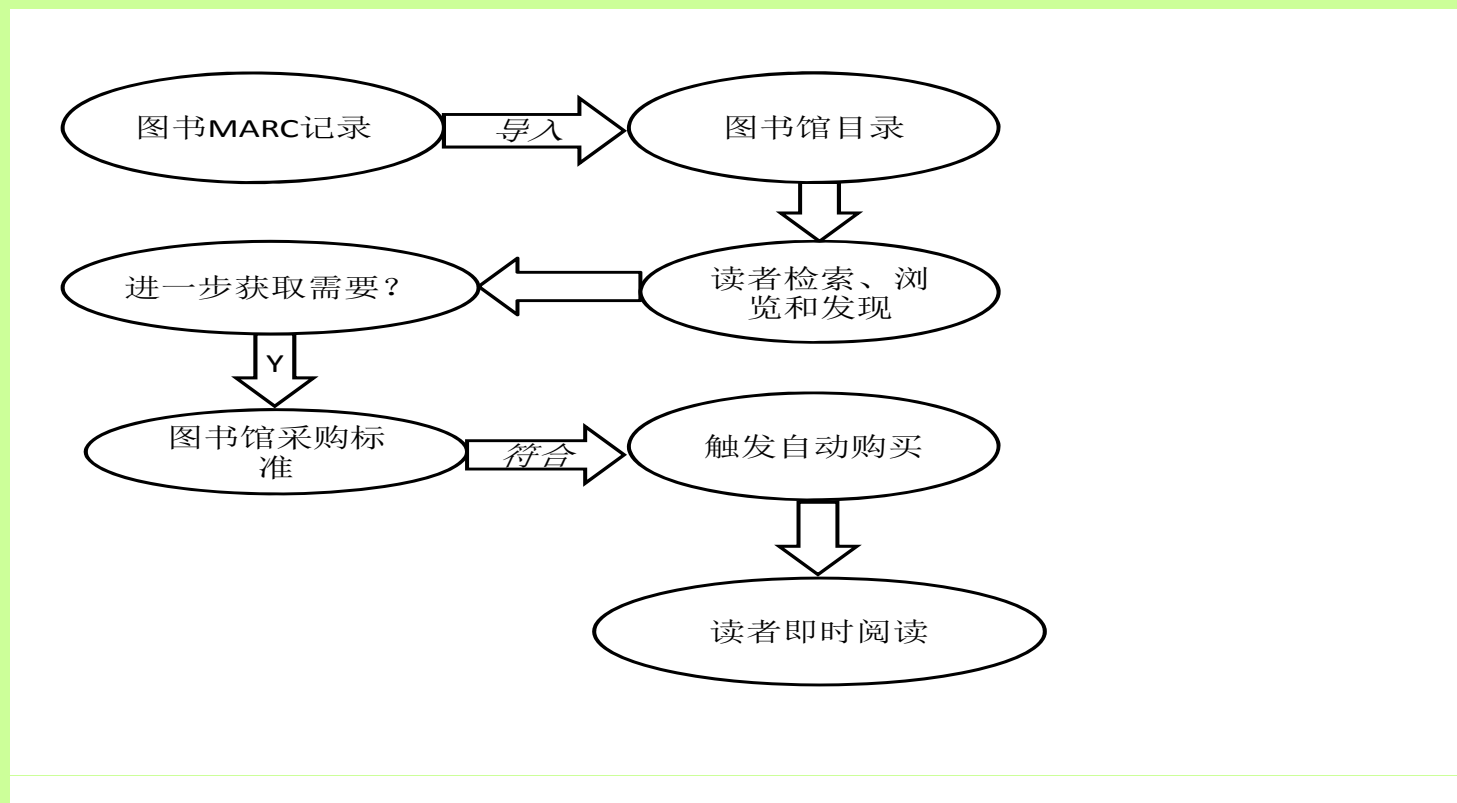 图书MARC记录
导入
图书馆目录
读者检索、浏
览和发现
进一步获取需要？
Y
图书馆采购标
准
符合
触发自动购买
读者即时阅读